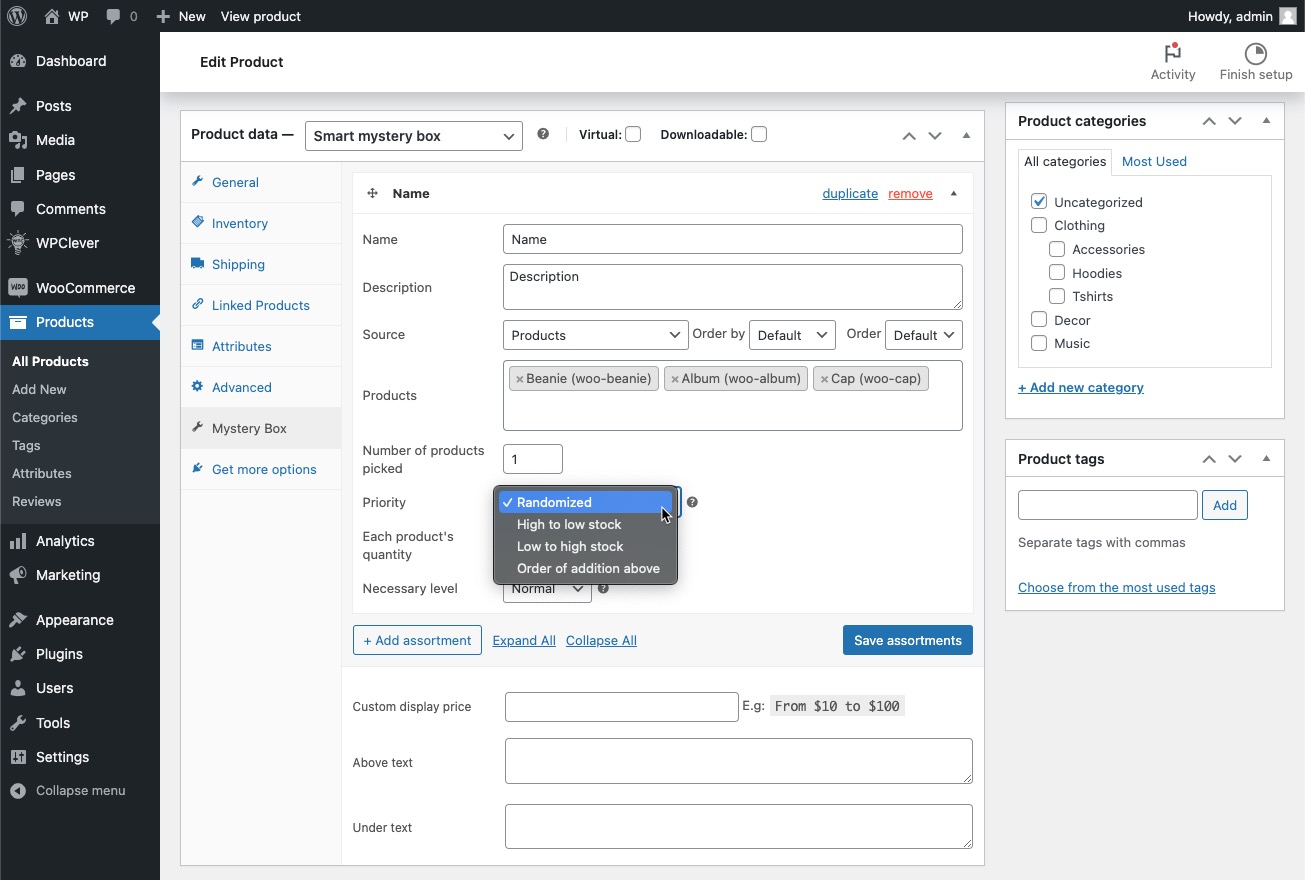 WP 0 New View product Howdy, admin
Edit Product
Activity
Finish setup
Dashboard
Posts
Media
Pages
Comments
WPClever
WooCommerce
Products
All Products
Add New
Categories
Tags
Attributes
Reviews
Analytics
Marketing
Appearance
Plugins
Users
Tools
Settings
Collapse menu
Product data — Smart mystery box Virtual: Downloadable:
General
Inventory
Shipping
Linked Products
Attributes
Advanced
Mystery Box
Get more options
Name duplicate remove
Name Name
Description Description
Source Products Order by Default Order Default
Products ×Beanie (woo-beanie) ×Album (woo-album) ×Cap (woo-cap)
Number of products
picked 1
Priority
Randomized
High to low stock
Low to high stock
Order of addition above
Each product's
quantity
Necessary level Normal
+ Add assortment Expand All Collapse All Save assortments
Custom display price E.g: From $10 to $100
Above text
Under text
Product categories
All categories Most Used
Uncategorized
Clothing
Accessories
Hoodies
Tshirts
Decor
Music
+ Add new category
Product tags
Add
Separate tags with commas
Choose from the most used tags